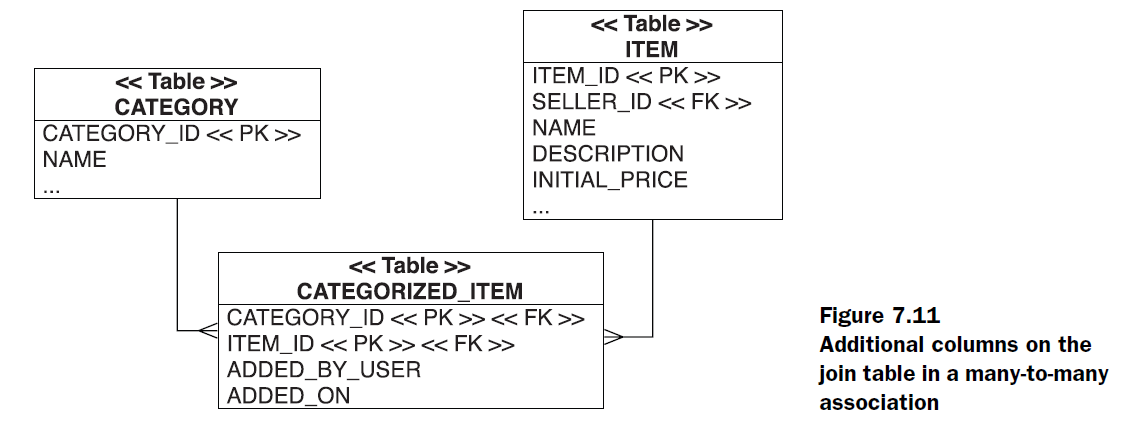 << Table >>
CATEGORY
CATEGORY_ID << PK >>
NAME
...
<< Table >>
ITEM
ITEM_ID << PK >>
SELLER_ID << FK >>
NAME
DESCRIPTION
INITIAL_PRICE
...
<< Table >>
CATEGORIZED_ITEM
CATEGORY_ID << PK >> << FK >>
ITEM_ID << PK >> << FK >>
ADDED_BY_USER
ADDED_ON
Figure 7.11
Additional columns on the
join table in a many-to-many
association